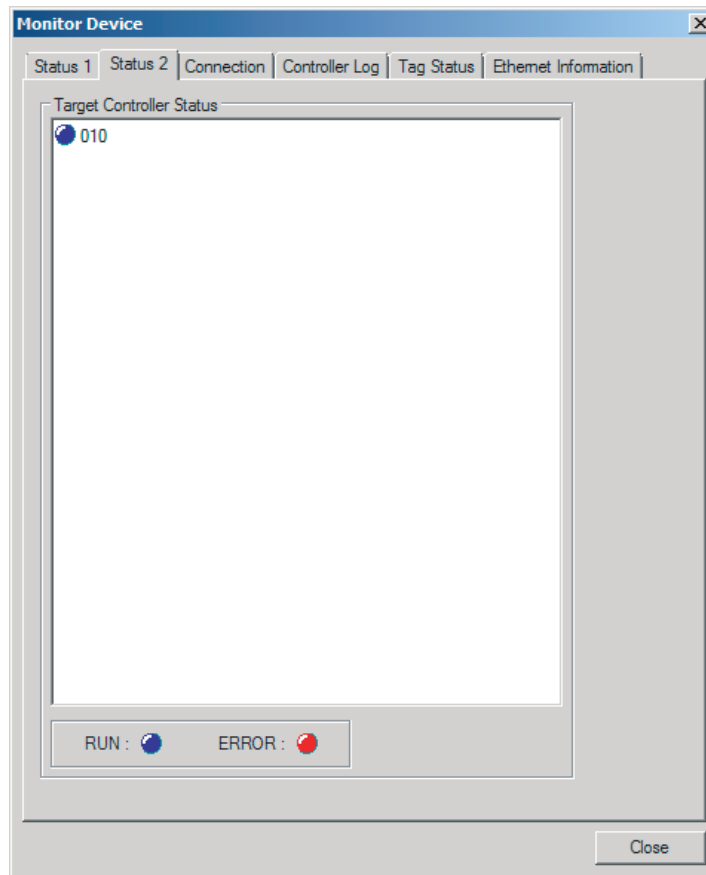 Monitor Device
Status 1 Status 2 Connection Controller Log Tag Status Ethernet Information
Target Controller Status
010
RUN : ERROR :
Close